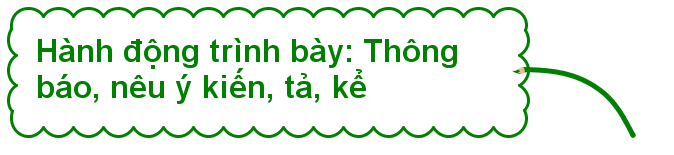 Hành động trình bày: Thông
báo, nêu ý kiến, tả, kể